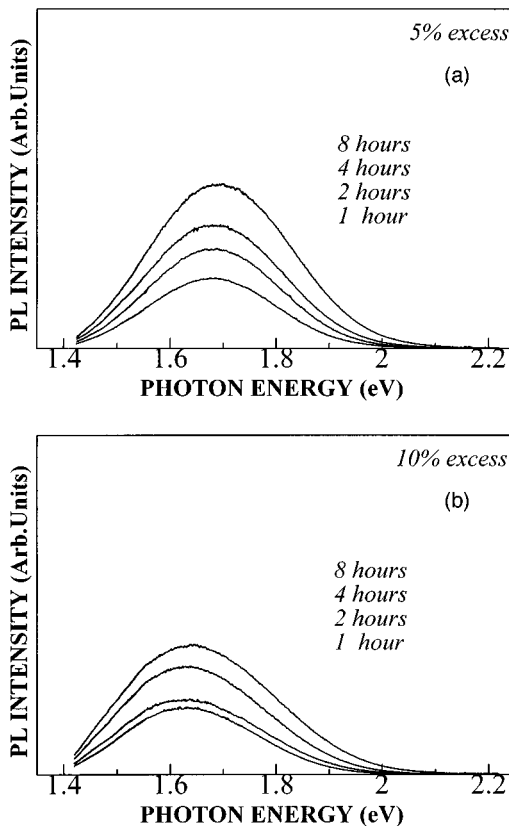 5% excess
(a)
8 hours
4 hours
2 hours
1 hour
PL INTENSITY (Arb.Units)
1.4 1.6 1.8 2 2.2
PHOTON ENERGY (eV)
10% excess
(b)
8 hours
4 hours
2 hours
1 hour
PL INTENSITY (Arb.Units)
1.4 1.6 1.8 2 2.2
PHOTON ENERGY (eV)